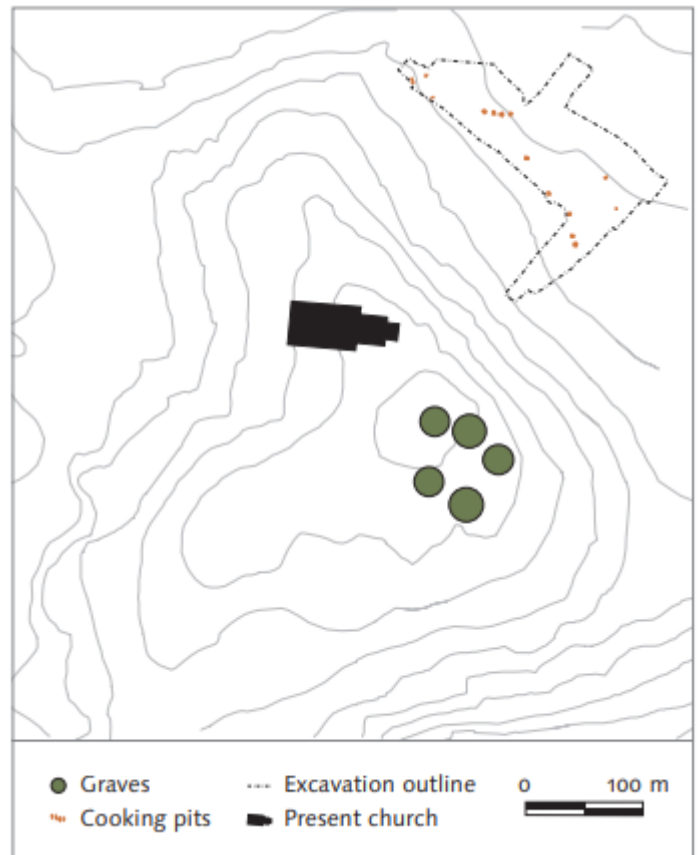 Graves
Excavation outline
0 100 m
Cooking pits
Present church